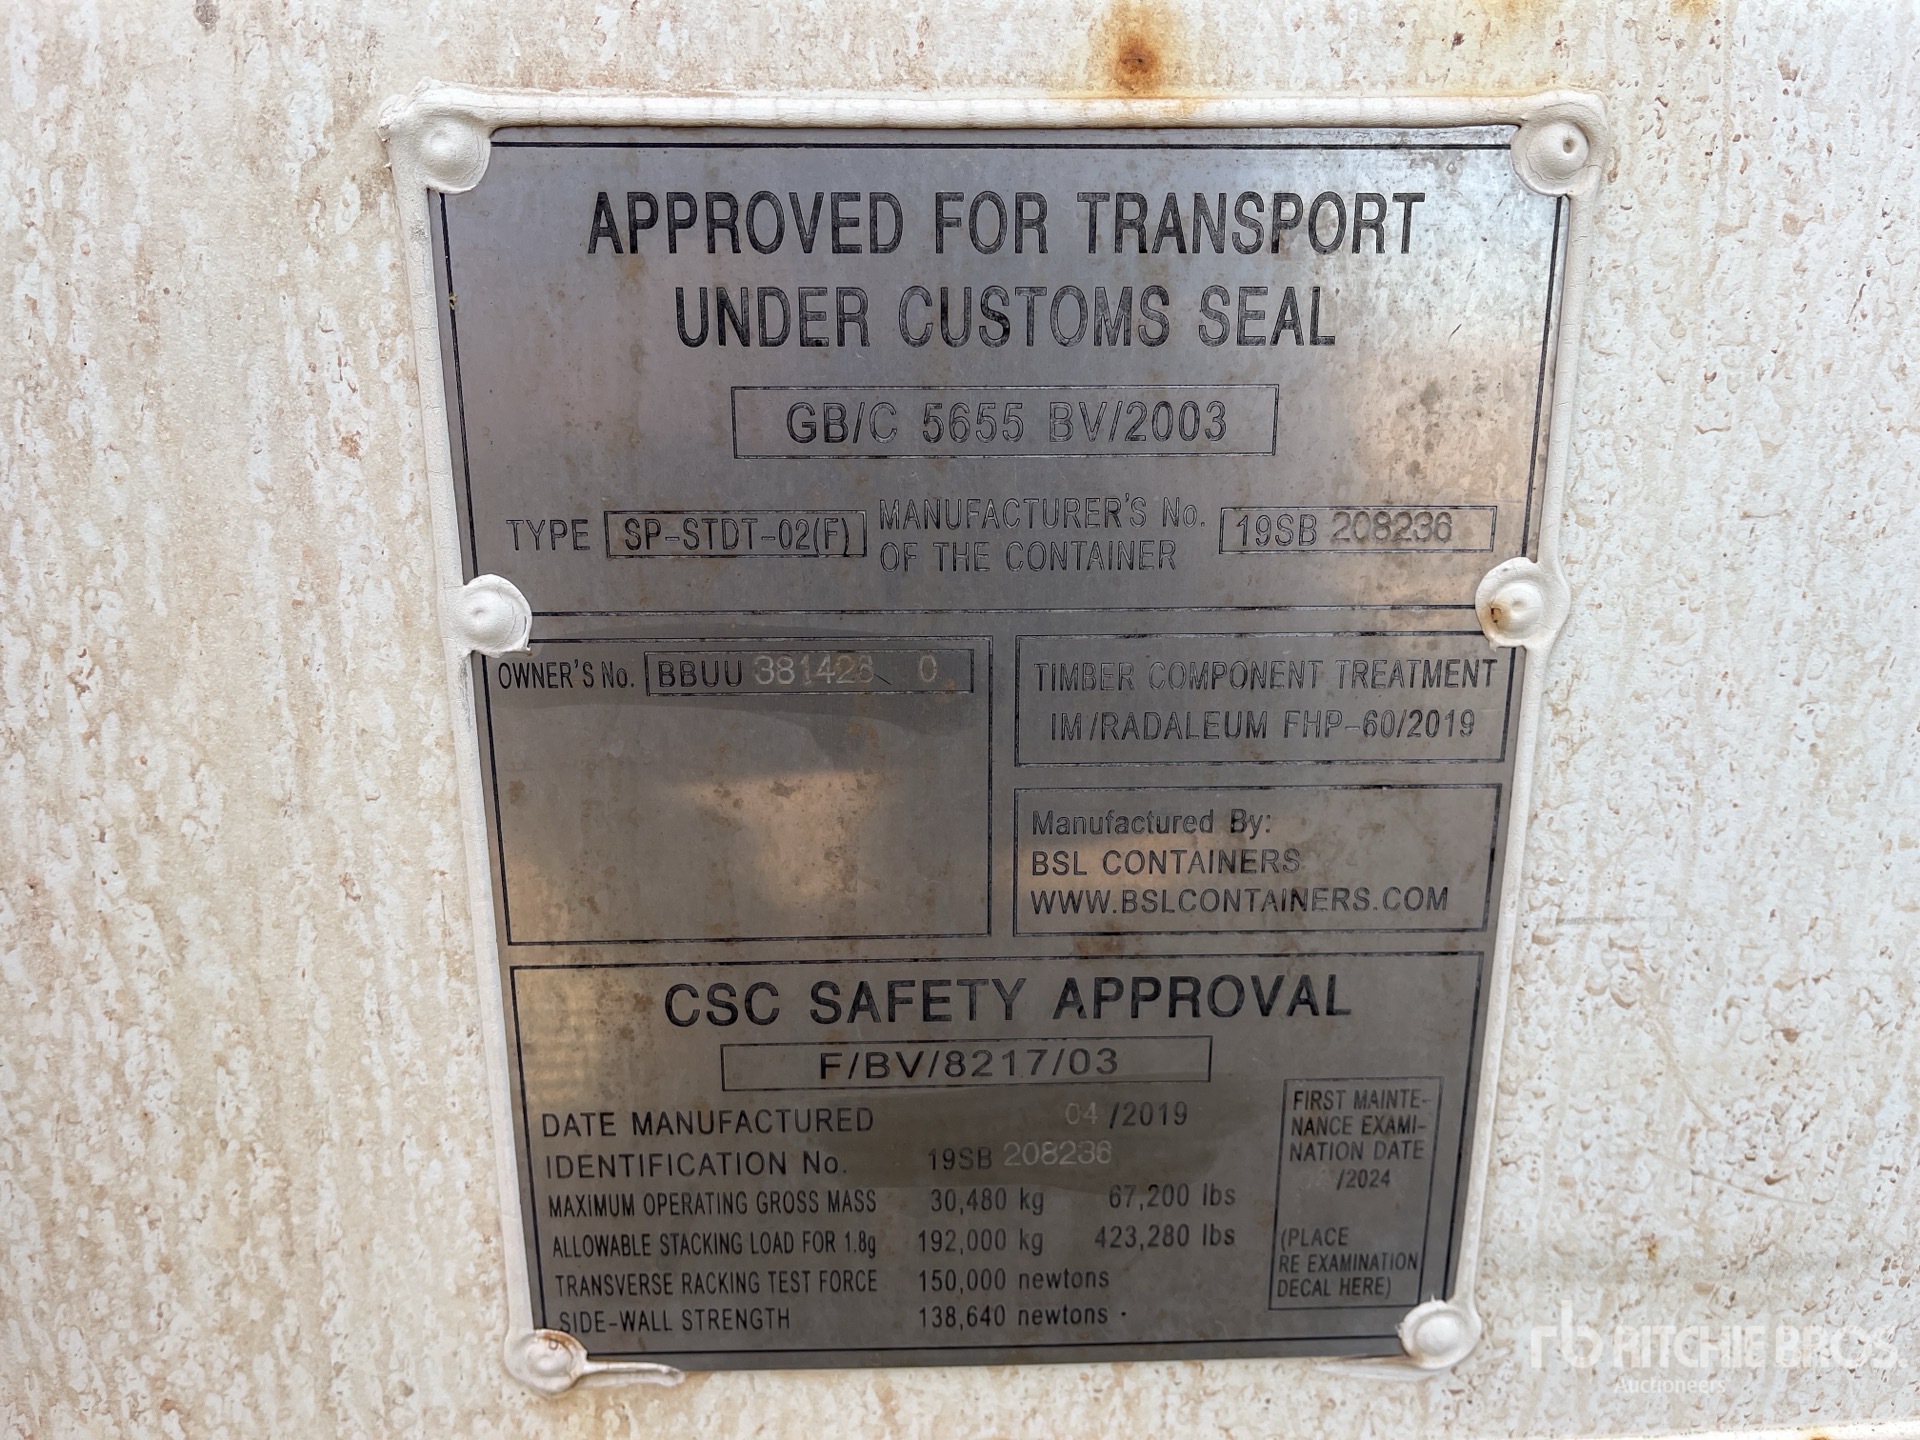 APPROVED FOR TRANSPORT
UNDER CUSTOMS SEAL
GB/C 5655 BV/2003
TYPE SP-STDT-02(F) MANUFACTURER'S No. OF THE CONTAINER 19SB 208236
OWNER'S No. BBUU 381426 0
TIMBER COMPONENT TREATMENT
IM/RADALEUM FHP-60/2019
Manufactured By:
BSL CONTAINERS
WWW.BSLCONTAINERS.COM
CSC SAFETY APPROVAL
F/BV/8217/03
DATE MANUFACTURED 04/2019
IDENTIFICATION No. 19SB 208236
MAXIMUM OPERATING GROSS MASS 30,480 kg 67,200 lbs
ALLOWABLE STACKING LOAD FOR 1.8g 192,000 kg 423,280 lbs
TRANSVERSE RACKING TEST FORCE 150,000 newtons
SIDE-WALL STRENGTH 138,640 newtons
FIRST MAINTE-
NANCE EXAMI-
NATION DATE
/2024
(PLACE
RE EXAMINATION
DECAL HERE)
rb RITCHIE BROS.
Auctioneers